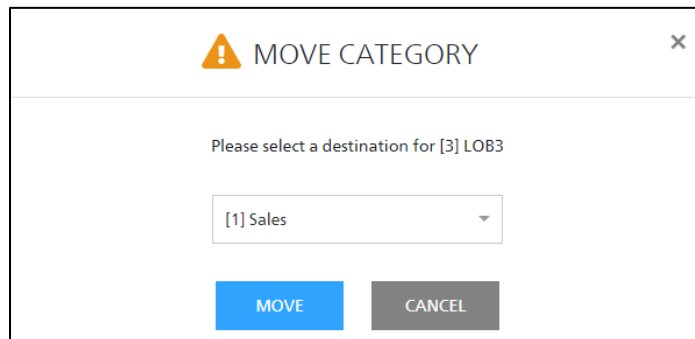 MOVE CATEGORY
Please select a destination for [3] LOB3
[1] Sales
MOVE CANCEL